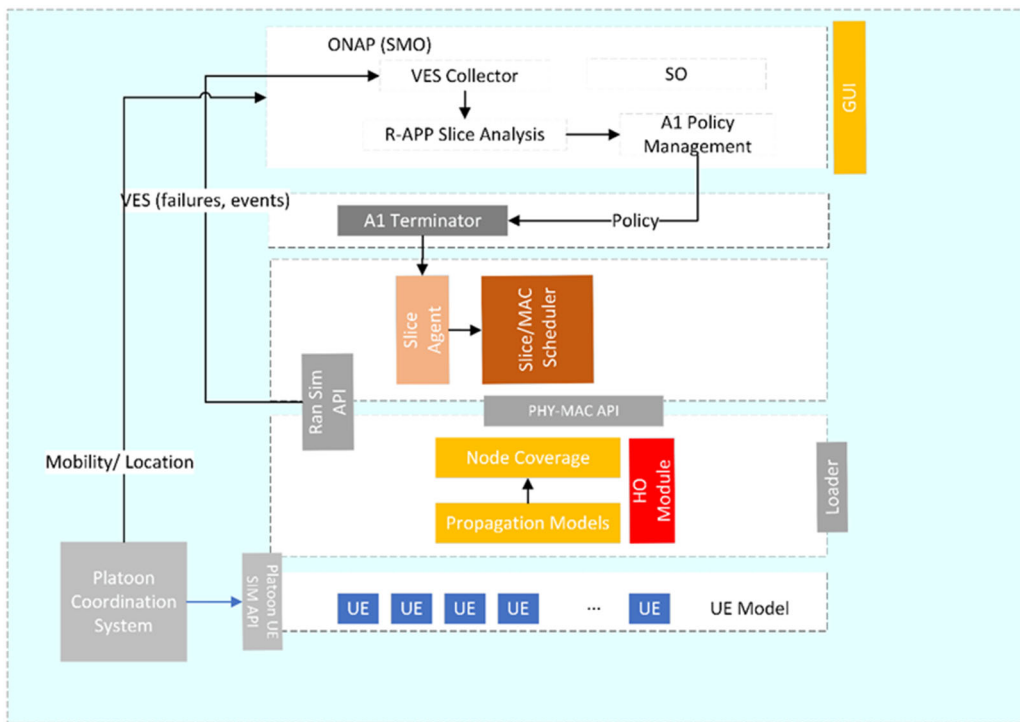 ONAP (SMO)
VES Collector
SO
GUI
R-APP Slice Analysis
A1 Policy
Management
VES (failures, events)
A1 Terminator
Policy
Slice
Agent
Slice/MAC
Scheduler
Ran Sim
API
PHY-MAC API
Mobility/ Location
Node Coverage
HO
Module
Loader
Propagation Models
Platoon
Coordination
System
Platoon UE
SIM API
UE
UE
UE
UE
...
UE
UE Model